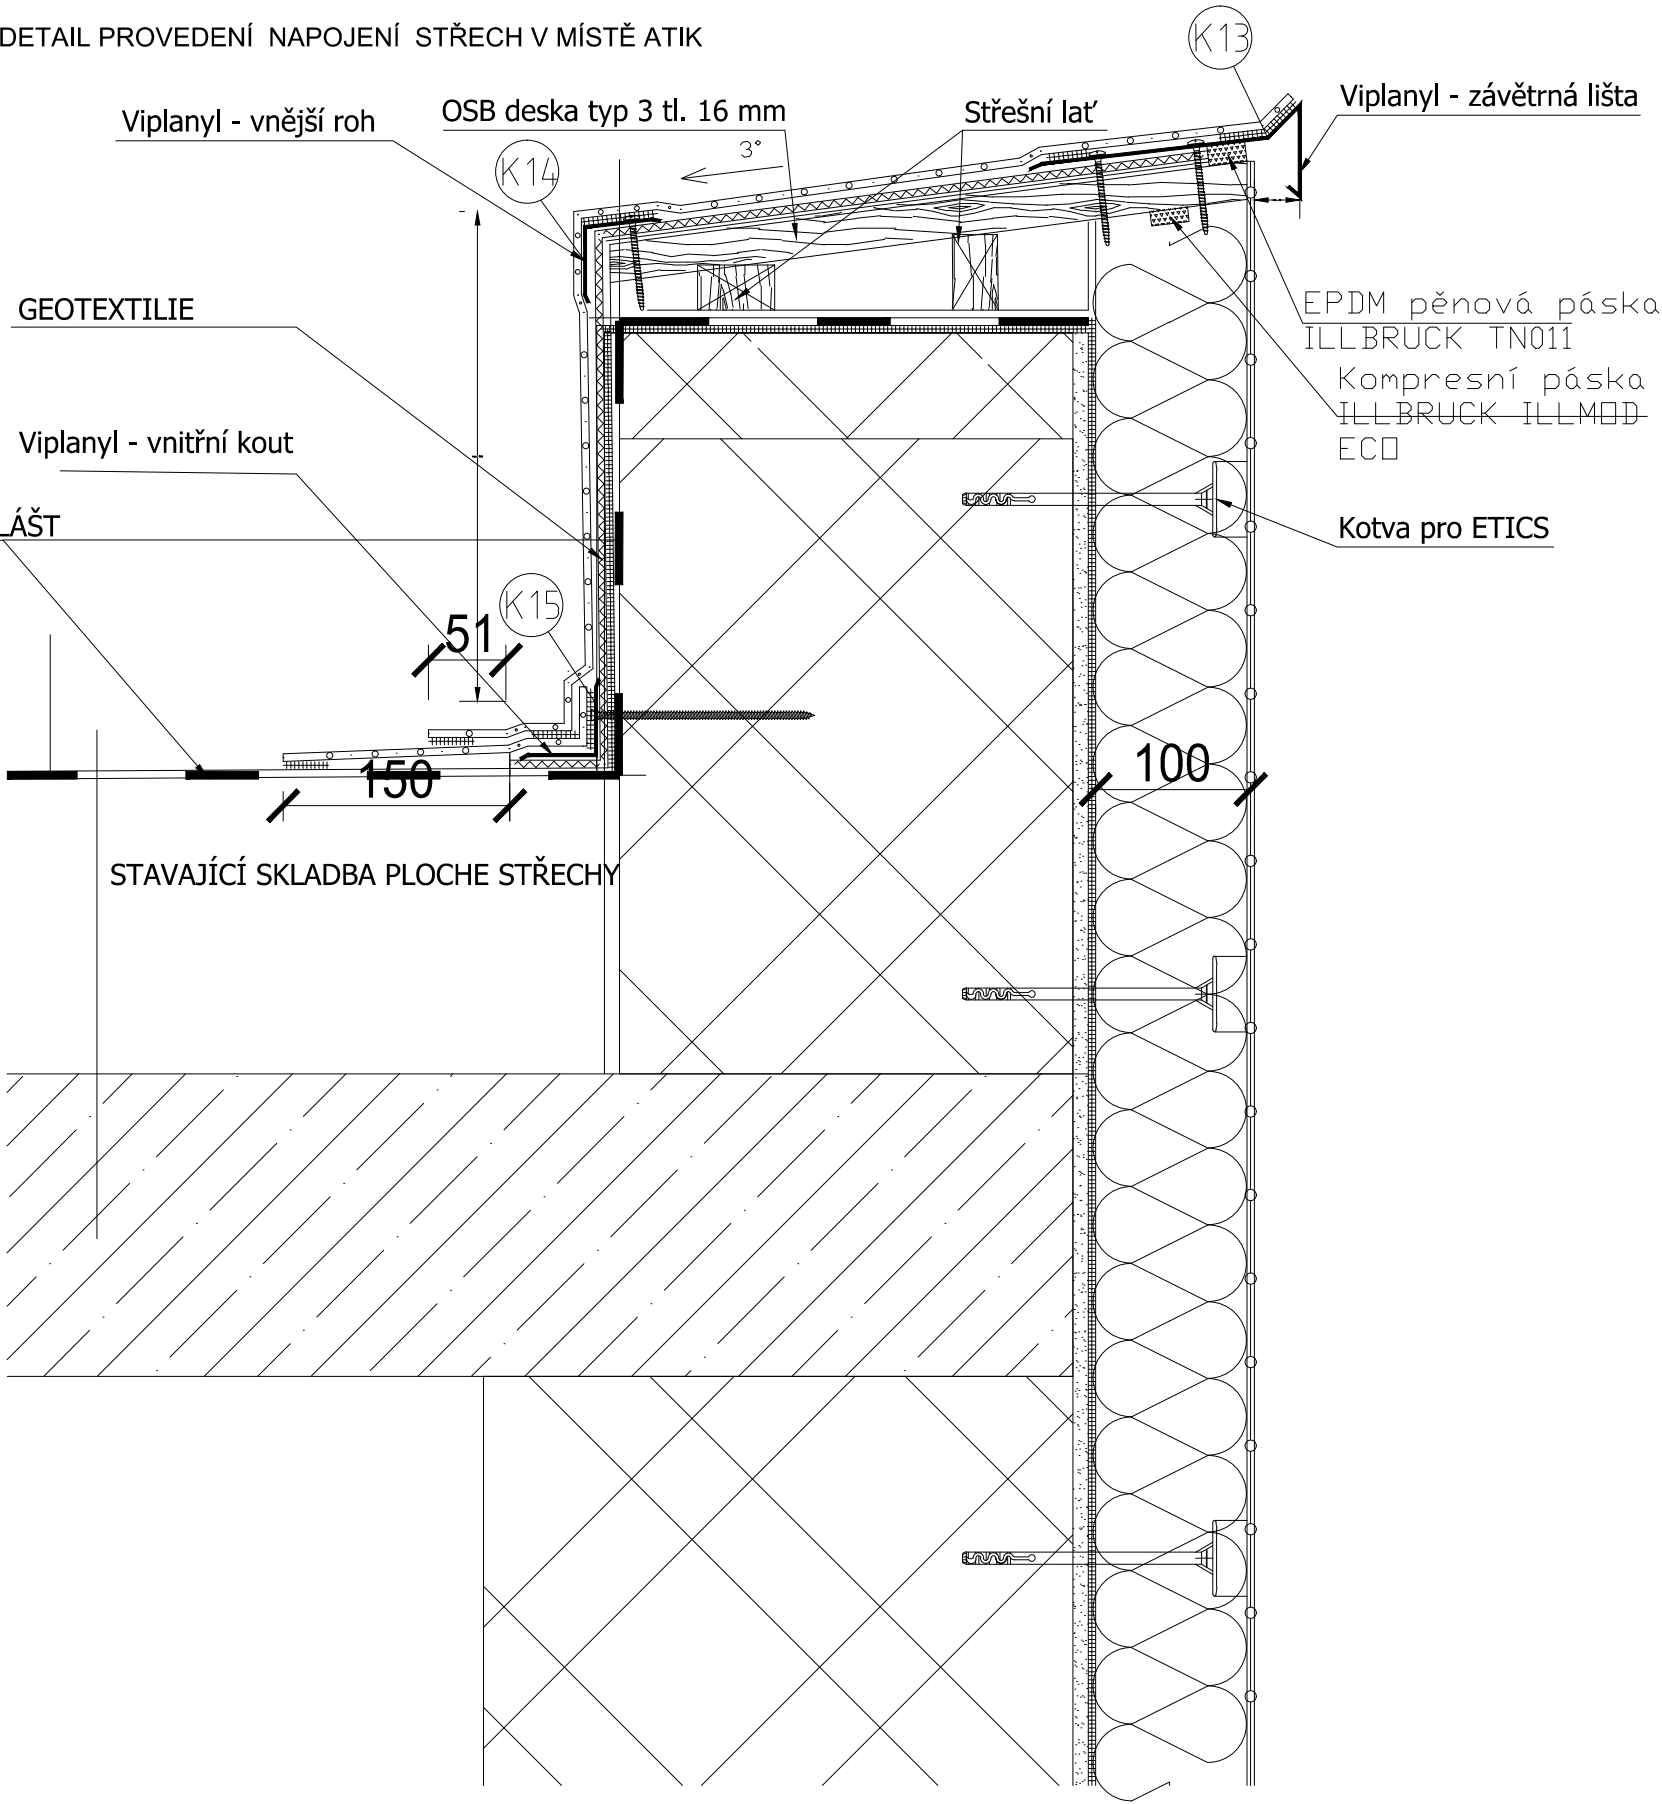 DETAIL PROVEDENÍ NAPOJENÍ STŘECH V MÍSTĚ ATIK
K13
Viplanyl - vnější roh
OSB deska typ 3 tl. 16 mm
Střešní lať
Viplanyl - závětrná lišta
3°
K14
GEOTEXTILIE
EPDM pěnová páska
ILLBRUCK TN011
Kompresní páska
ILLBRUCK ILLMOD
ECO
Viplanyl - vnitřní kout
LÁŠT
Kotva pro ETICS
K15
51
150
100
STAVAJÍCÍ SKLADBA PLOCHE STŘECHY